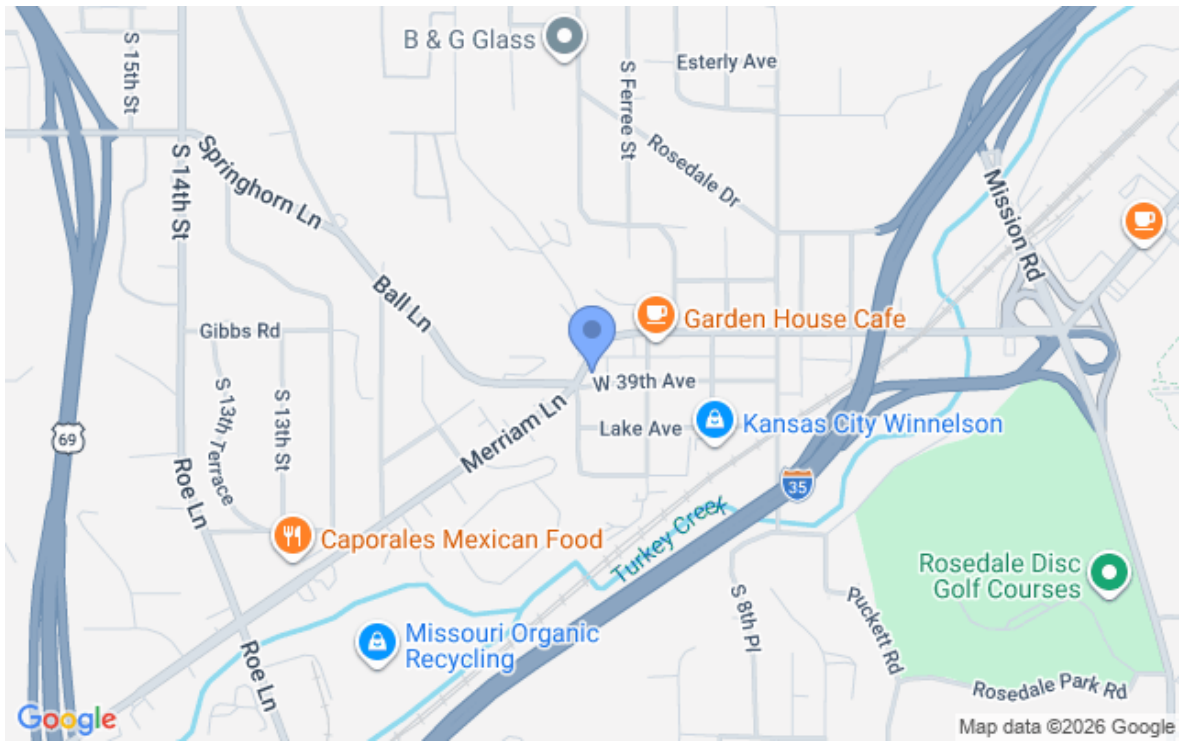 B & G Glass
S 15th St
S Ferree St
Esterly Ave
Springhorn Ln
S 14th St
Rosedale Dr
Mission Rd
Ball Ln
Gibbs Rd
Garden House Cafe
W 39th Ave
S 13th Terrace
S 13th St
Merriam Ln
Lake Ave
Kansas City Winnelson
69
35
Roe Ln
Caporales Mexican Food
Turkey Creek
Rosedale Disc
Golf Courses
S 8th Pl
Puckett Rd
Missouri Organic
Recycling
Roe Ln
Rosedale Park Rd
Google
Map data ©2026 Google